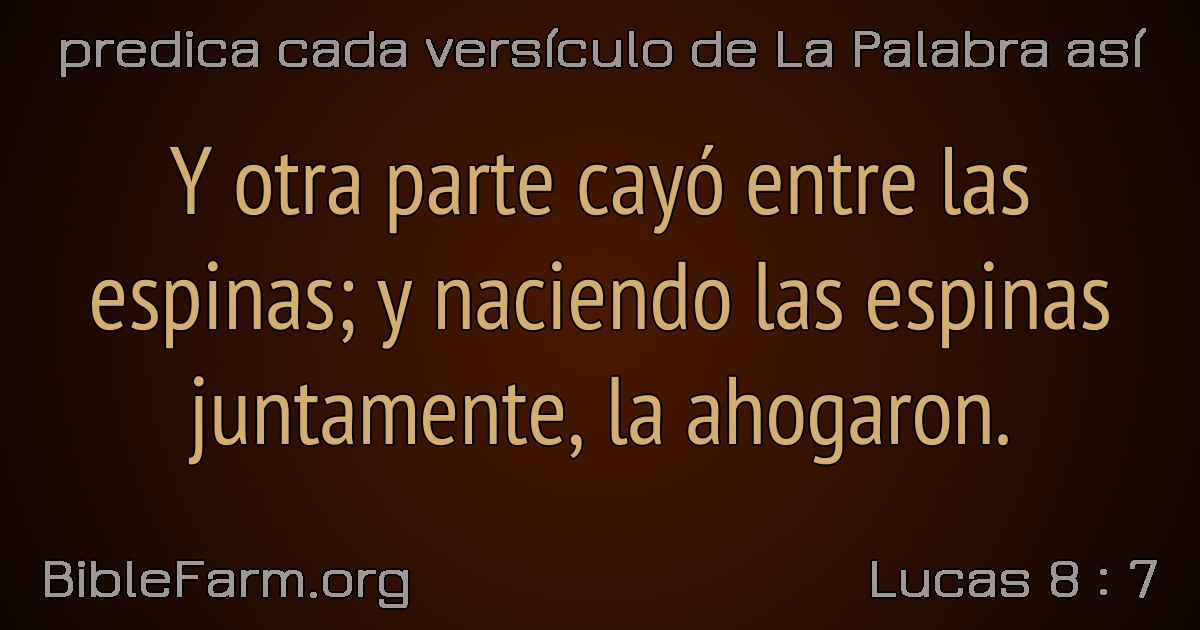 predica cada versículo de La Palabra así
Y otra parte cayó entre las
espinas; y naciendo las espinas
juntamente, la ahogaron.
BibleFarm.org
Lucas 8 : 7